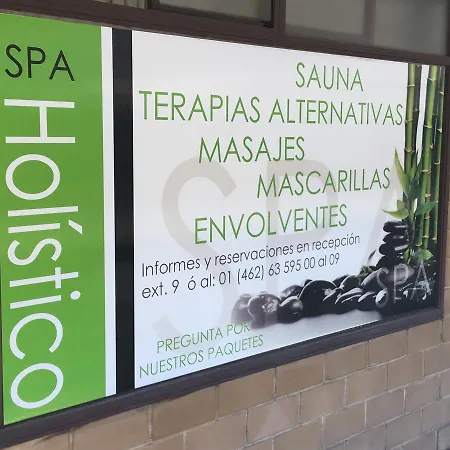 SPA
Holístico
SAUNA
TERAPIAS ALTERNATIVAS
MASAJES
MASCARILLAS
ENVOLVENTES
Informes y reservaciones en recepción
ext. 9 ó al: 01 (462) 63 595 00 al 09
PREGUNTA POR
NUESTROS PAQUETES
SPA
SPA